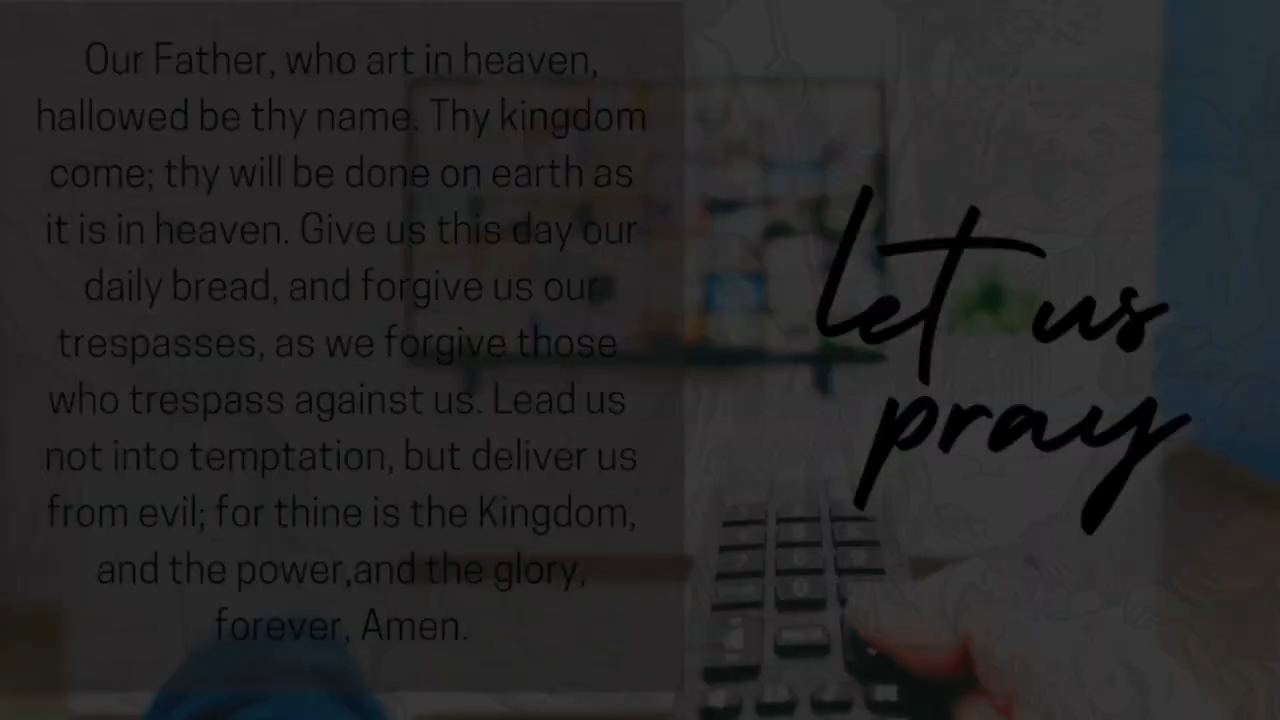 Our Father, who art in heaven,
hallowed be thy name. Thy kingdom
come; thy will be done on earth as
it is in heaven. Give us this day our
daily bread, and forgive us our
trespasses, as we forgive those
who trespass against us. Lead us
not into temptation, but deliver us
from evil; for thine is the Kingdom,
and the power,and the glory,
forever, Amen.
let us
pray